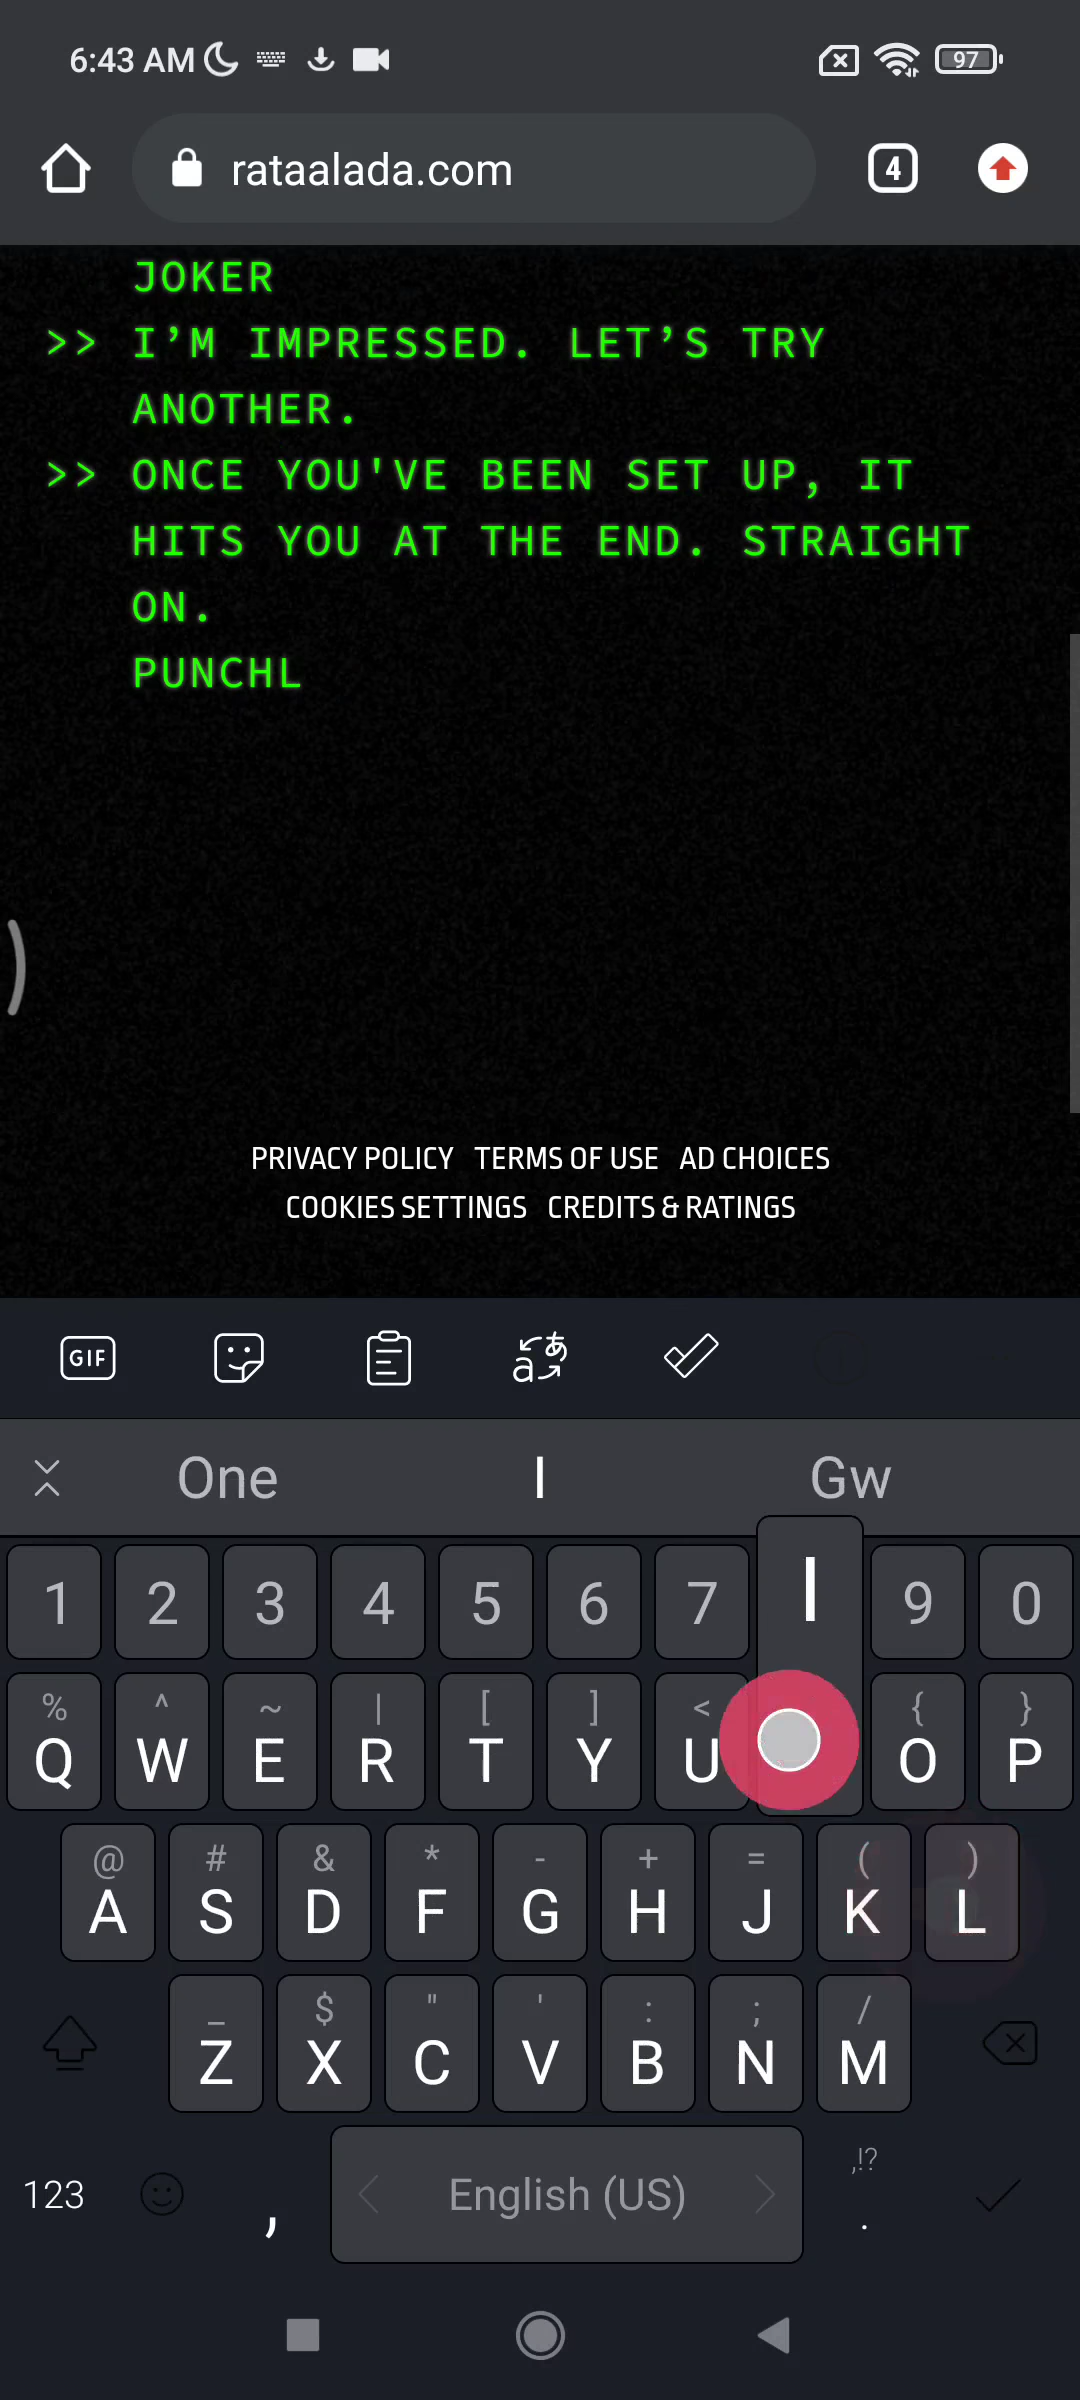 6:43 AM
97
rataalada.com
4
JOKER
>> I’M IMPRESSED. LET’S TRY
ANOTHER.
>> ONCE YOU'VE BEEN SET UP, IT
HITS YOU AT THE END. STRAIGHT
ON.
PUNCHL
PRIVACY POLICY TERMS OF USE AD CHOICES
COOKIES SETTINGS CREDITS & RATINGS
GIF
aあ
One I Gw
1 2 3 4 5 6 7 I 9 0
% ^ ~ | [ ] < { }
Q W E R T Y U O P
@ # & * - + = ( )
A S D F G H J K L
_ $ " ' : ; /
Z X C V B N M
,!?
123 , English (US) .